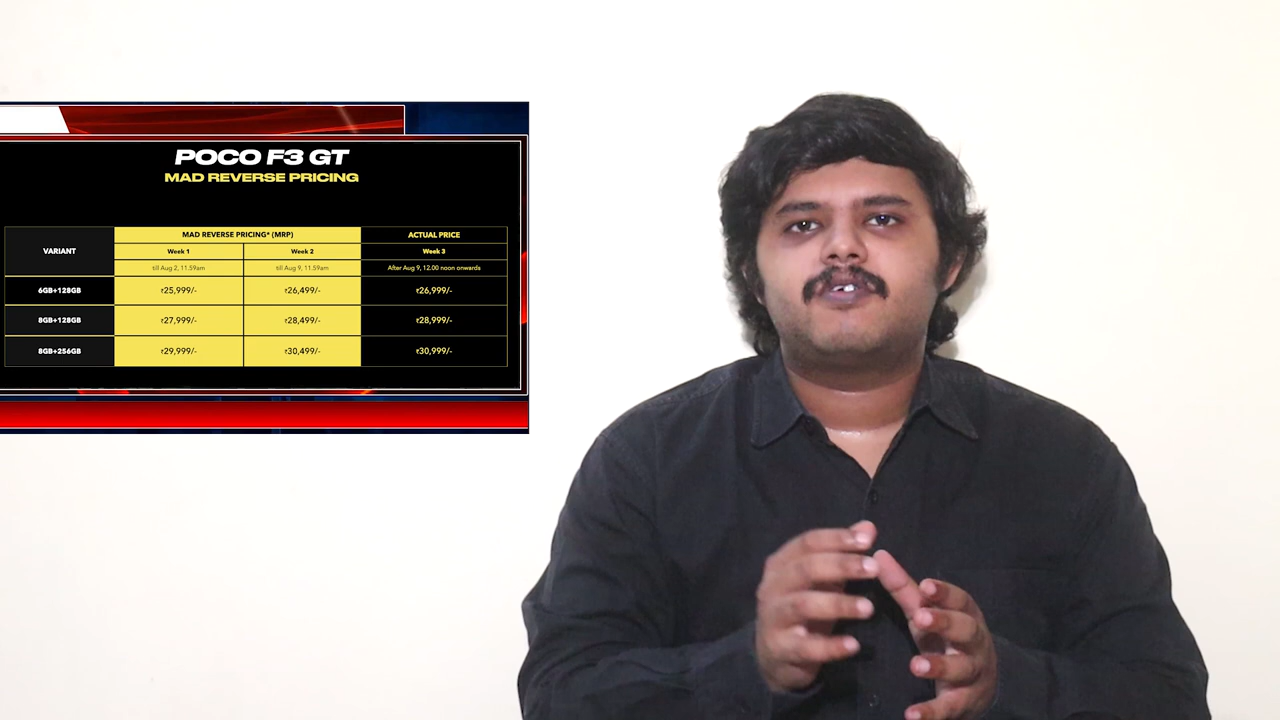 POCO F3 GT
MAD REVERSE PRICING
VARIANT
MAD REVERSE PRICING* (MRP)
ACTUAL PRICE
Week 1
Week 2
Week 3
till Aug 2, 11.59am
till Aug 9, 11.59am
After Aug 9, 12.00 noon onwards
6GB+128GB
₹25,999/-
₹26,499/-
₹26,999/-
8GB+128GB
₹27,999/-
₹28,499/-
₹28,999/-
8GB+256GB
₹29,999/-
₹30,499/-
₹30,999/-